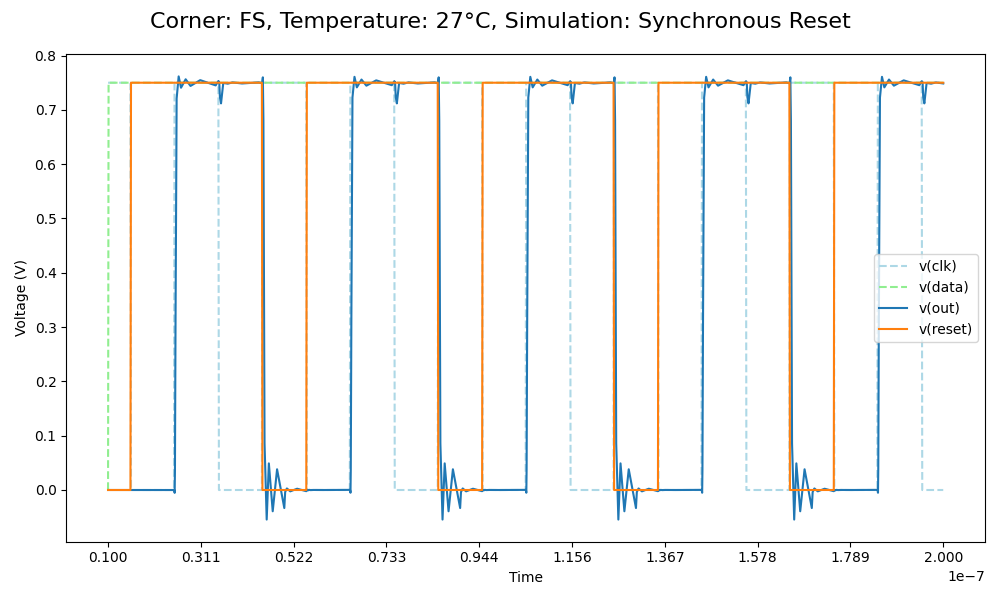 Corner: FS, Temperature: 27°C, Simulation: Synchronous Reset
0.8
0.7
0.6
0.5
0.4
0.3
0.2
0.1
0.0
Voltage (V)
v(clk)
v(data)
v(out)
v(reset)
0.100 0.311 0.522 0.733 0.944 1.156 1.367 1.578 1.789 2.000
1e−7
Time